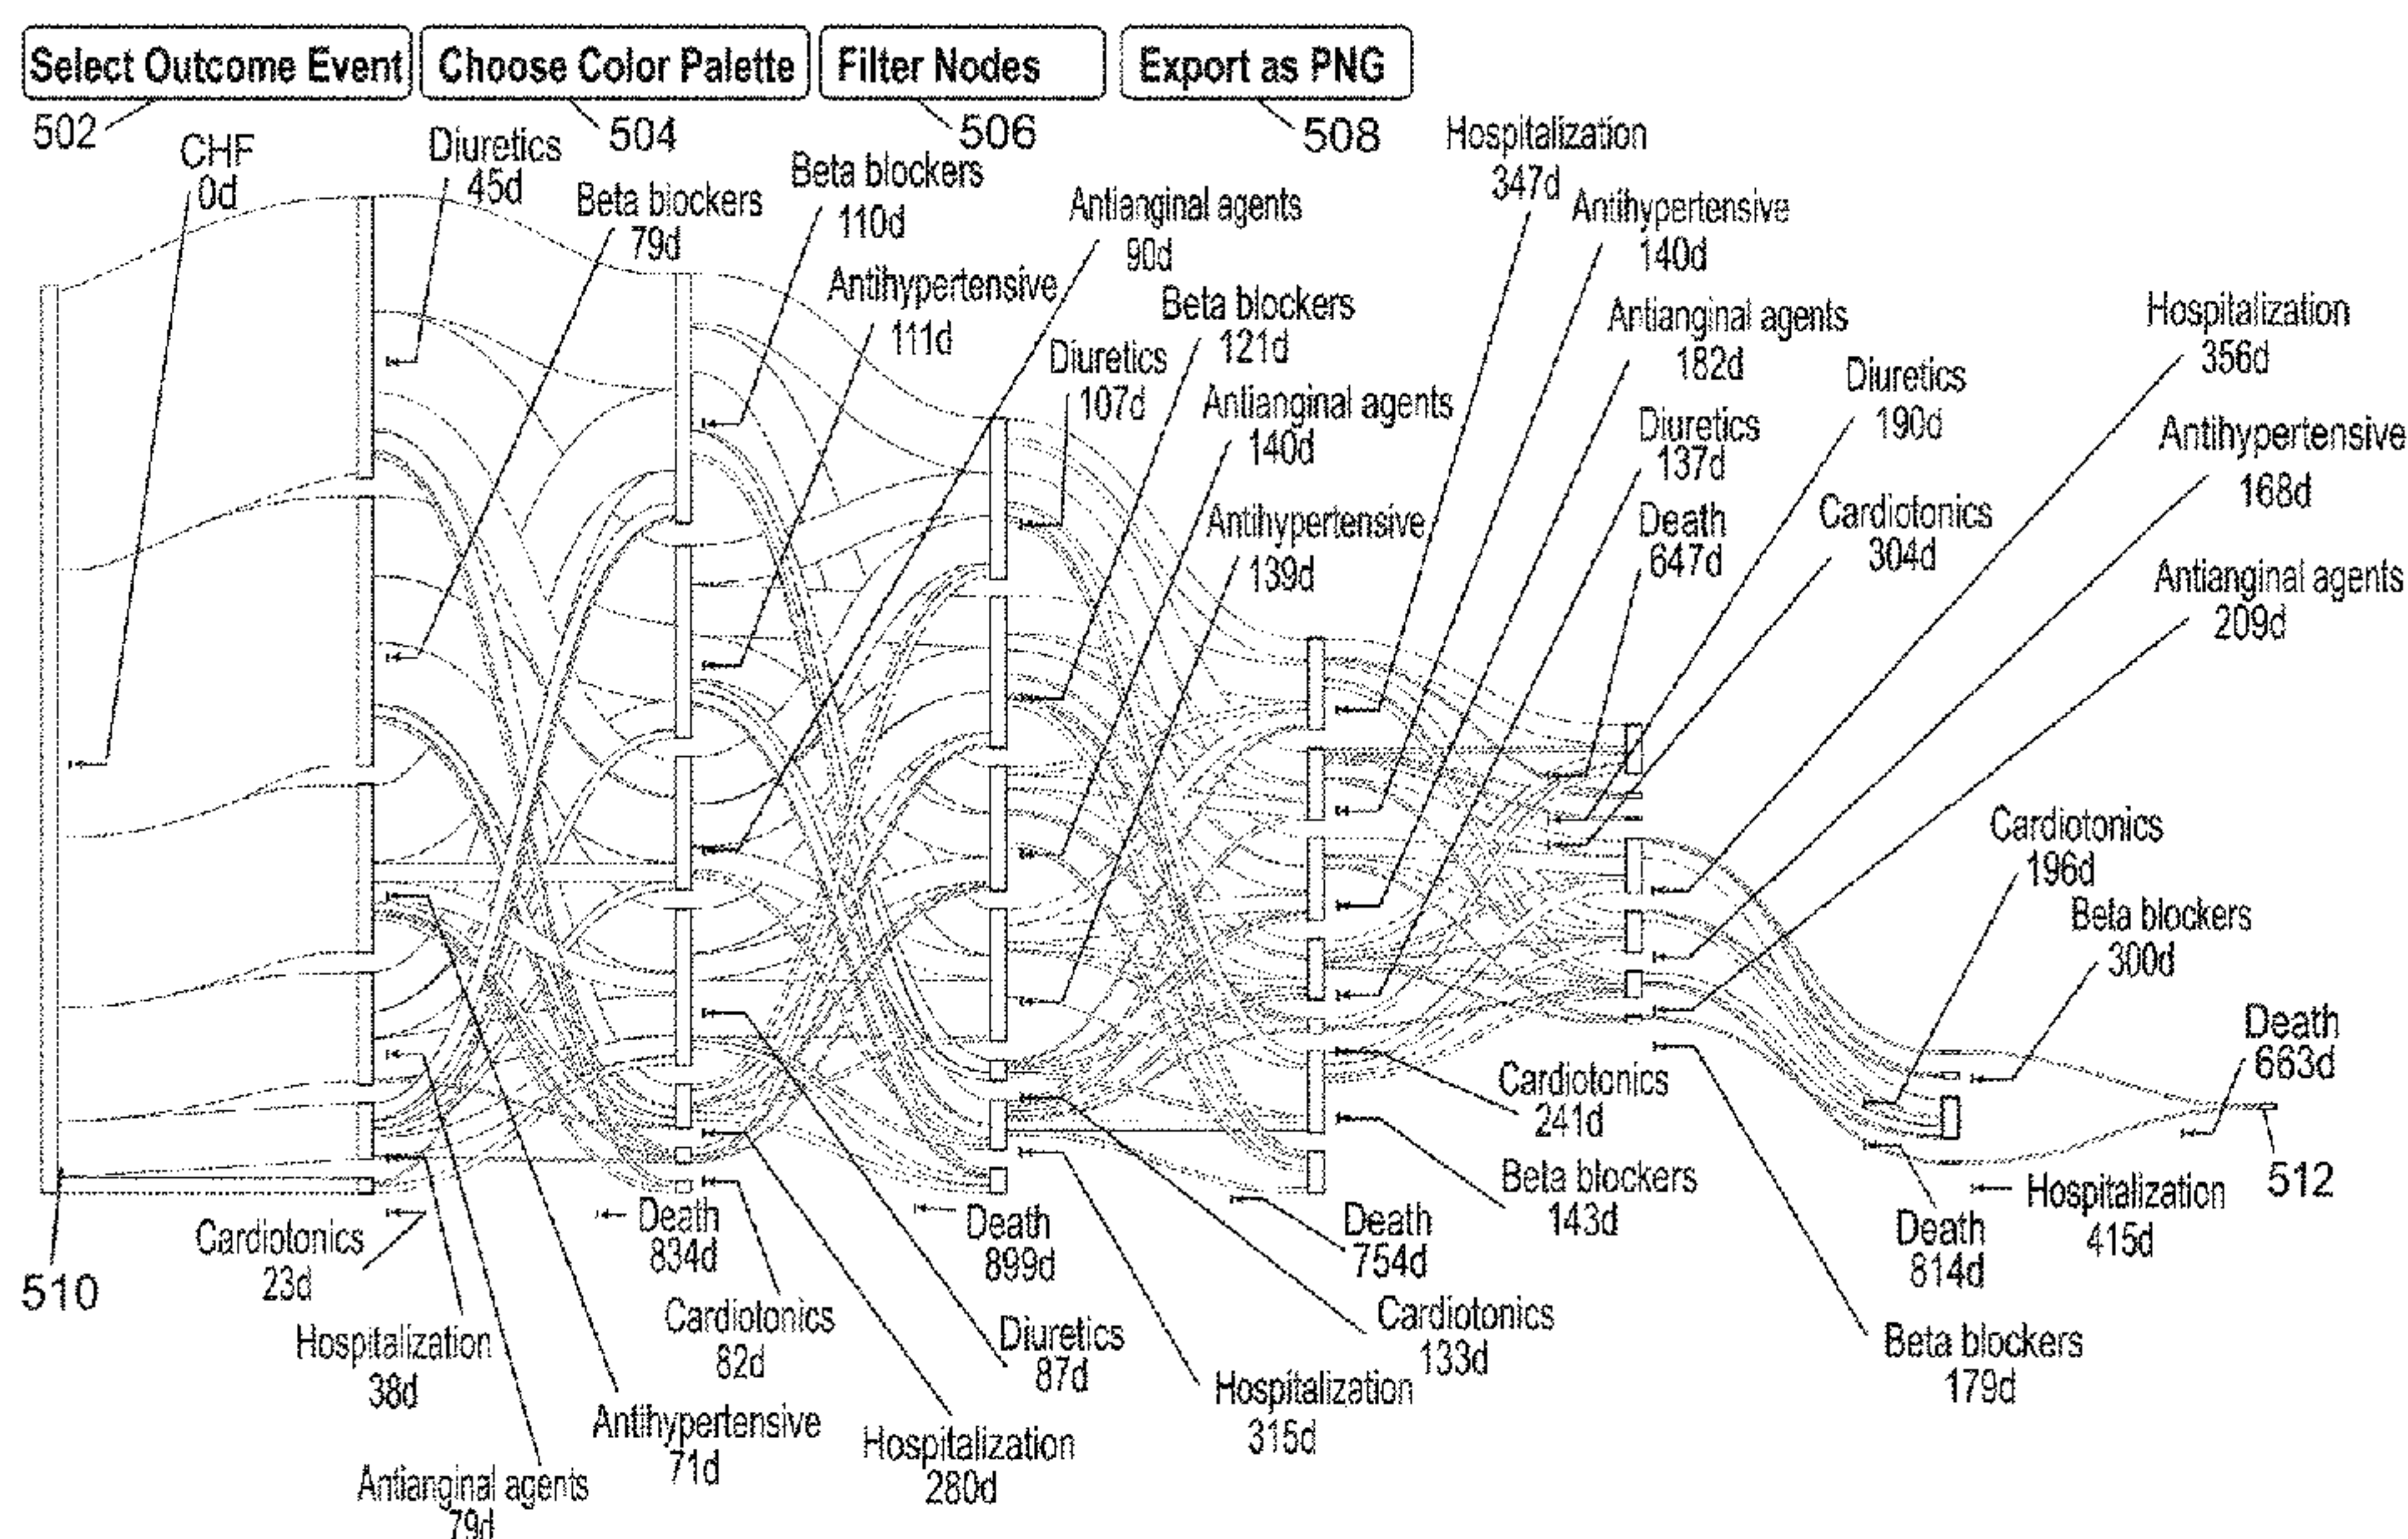 Select Outcome Event
Choose Color Palette
Filter Nodes
Export as PNG
502
504
506
508
CHF
0d
Diuretics
45d
Beta blockers
79d
Beta blockers
110d
Antihypertensive
111d
Antianginal agents
90d
Diuretics
107d
Beta blockers
121d
Antianginal agents
140d
Antihypertensive
139d
Hospitalization
347d
Antihypertensive
140d
Antianginal agents
182d
Diuretics
137d
Death
647d
Diuretics
190d
Cardiotonics
304d
Hospitalization
356d
Antihypertensive
168d
Antianginal agents
209d
Cardiotonics
196d
Beta blockers
300d
Death
663d
512
510
Cardiotonics
23d
Hospitalization
38d
Antianginal agents
79d
Antihypertensive
71d
Death
834d
Cardiotonics
82d
Hospitalization
280d
Diuretics
87d
Death
899d
Hospitalization
315d
Cardiotonics
133d
Death
754d
Cardiotonics
241d
Beta blockers
143d
Beta blockers
179d
Death
814d
Hospitalization
415d